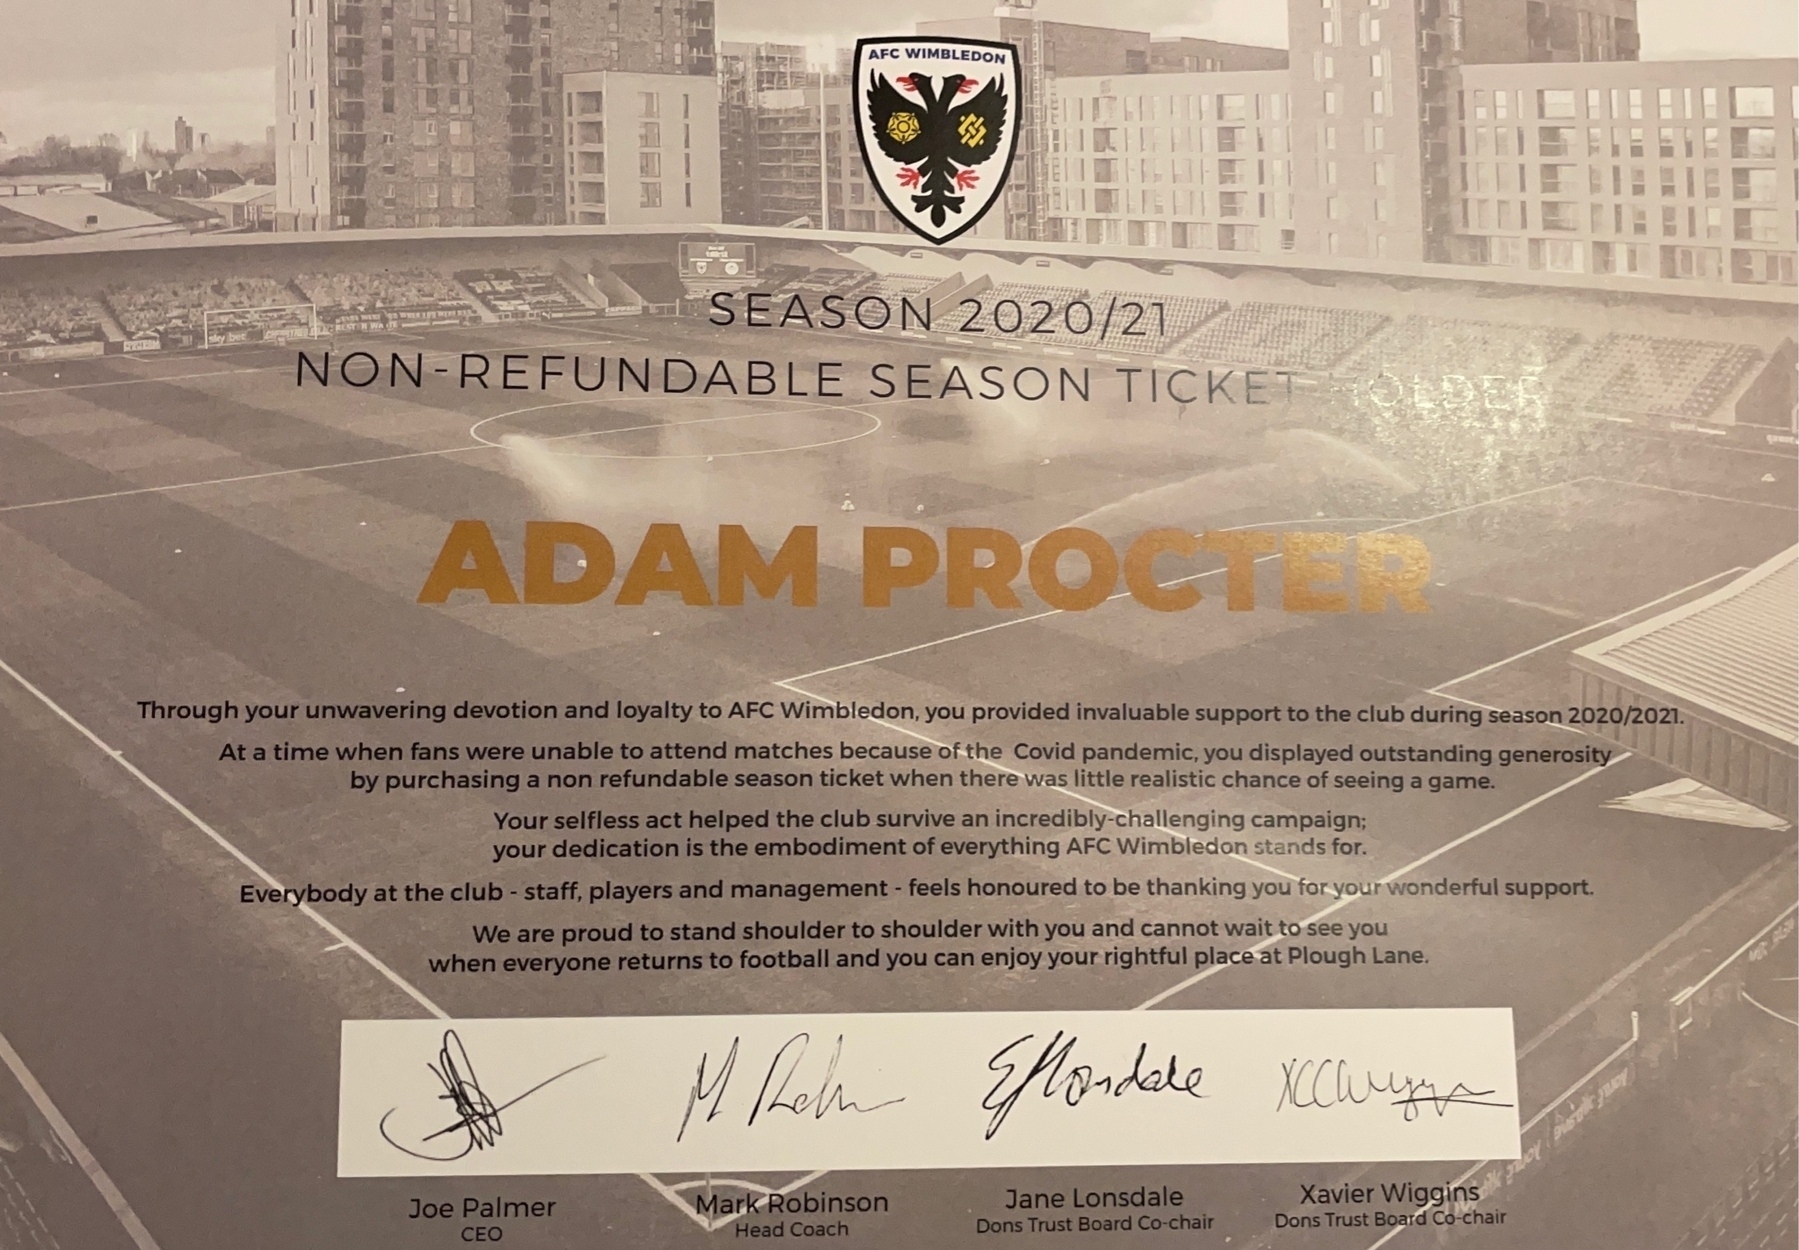 AFC WIMBLEDON
SEASON 2020/21
NON-REFUNDABLE SEASON TICKET HOLDER
ADAM PROCTER
Through your unwavering devotion and loyalty to AFC Wimbledon, you provided invaluable support to the club during season 2020/2021.
At a time when fans were unable to attend matches because of the Covid pandemic, you displayed outstanding generosity
by purchasing a non refundable season ticket when there was little realistic chance of seeing a game.
Your selfless act helped the club survive an incredibly-challenging campaign;
your dedication is the embodiment of everything AFC Wimbledon stands for.
Everybody at the club - staff, players and management - feels honoured to be thanking you for your wonderful support.
We are proud to stand shoulder to shoulder with you and cannot wait to see you
when everyone returns to football and you can enjoy your rightful place at Plough Lane.
Joe Palmer
CEO
Mark Robinson
Head Coach
Jane Lonsdale
Dons Trust Board Co-chair
Xavier Wiggins
Dons Trust Board Co-chair